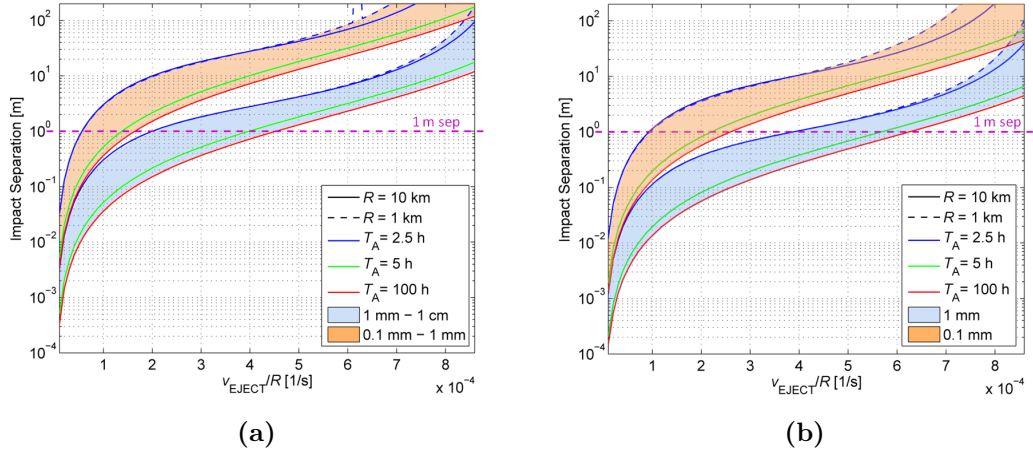 10²
10¹
10⁰
10⁻¹
10⁻²
10⁻³
10⁻⁴
Impact Separation [m]
1 m sep
R = 10 km
R = 1 km
T_A = 2.5 h
T_A = 5 h
T_A = 100 h
1 mm – 1 cm
0.1 mm – 1 mm
1 2 3 4 5 6 7 8
v_EJECT/R [1/s]
x 10⁻⁴
(a)
10²
10¹
10⁰
10⁻¹
10⁻²
10⁻³
10⁻⁴
Impact Separation [m]
1 m sep
R = 10 km
R = 1 km
T_A = 2.5 h
T_A = 5 h
T_A = 100 h
1 mm
0.1 mm
1 2 3 4 5 6 7 8
v_EJECT/R [1/s]
x 10⁻⁴
(b)